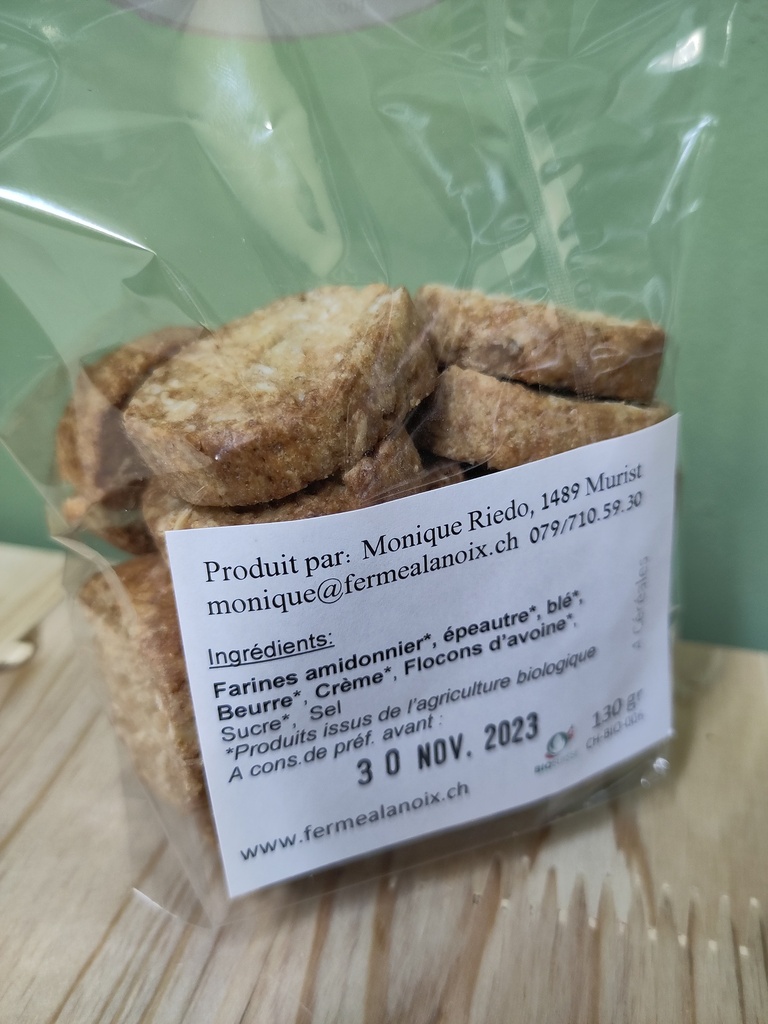 Produit par: Monique Riedo, 1489 Murist
monique@fermealanoix.ch 079/710.59.30
Ingrédients:
Farines amidonnier*, épeautre*, blé*,
Beurre*, Crème*, Flocons d'avoine*,
Sucre*, Sel
*Produits issus de l'agriculture biologique
A cons.de préf. avant :
30 NOV. 2023
130 gr
www.fermealanoix.ch